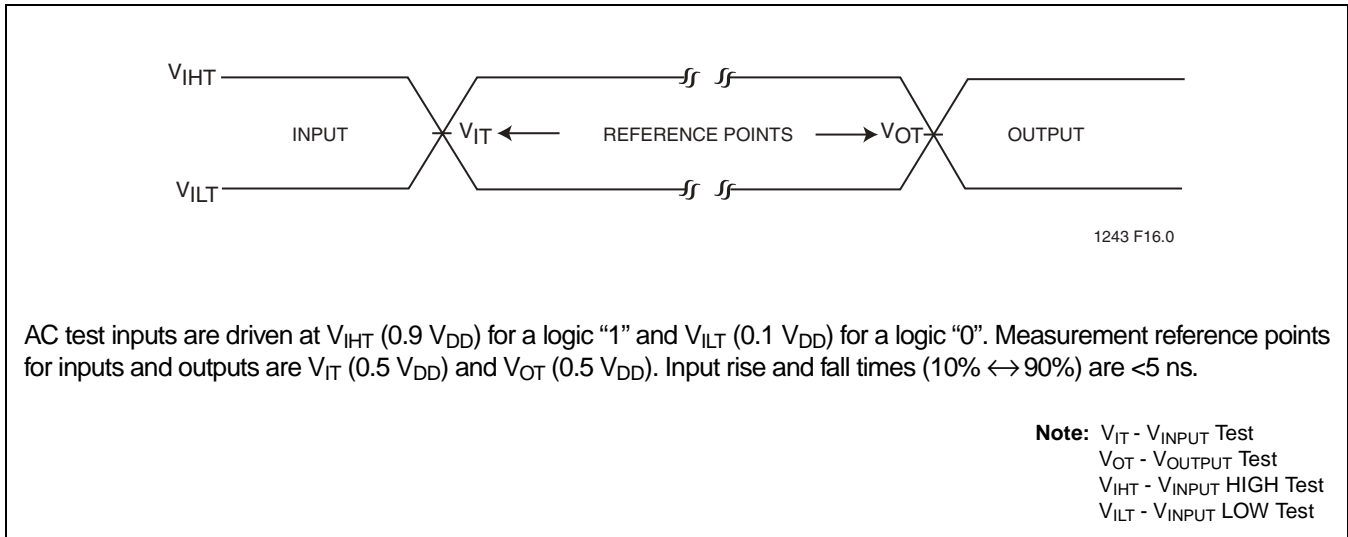 VIHT
INPUT VIT REFERENCE POINTS VOT OUTPUT
VILT
1243 F16.0
AC test inputs are driven at VIHT (0.9 VDD) for a logic “1” and VILT (0.1 VDD) for a logic “0”. Measurement reference points
for inputs and outputs are VIT (0.5 VDD) and VOT (0.5 VDD). Input rise and fall times (10% ↔ 90%) are <5 ns.
Note: VIT - VINPUT Test
VOT - VOUTPUT Test
VIHT - VINPUT HIGH Test
VILT - VINPUT LOW Test